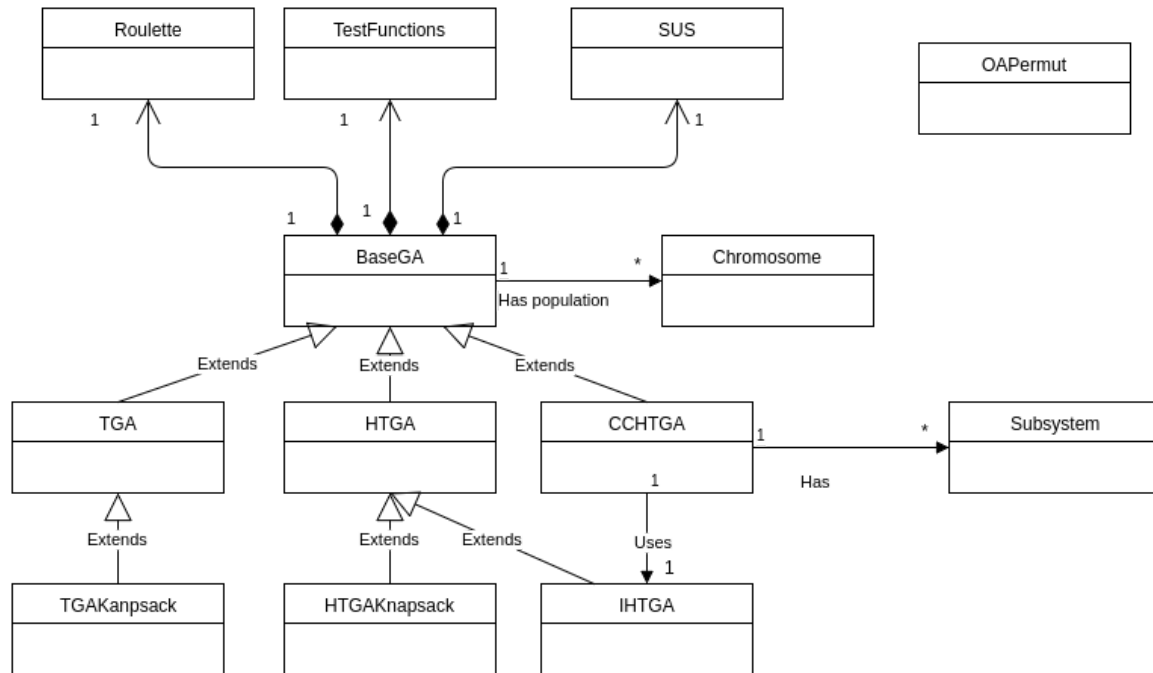 Roulette
TestFunctions
SUS
OAPermut
1
1
1
1
1
1
BaseGA
Chromosome
1
*
Has population
Extends
Extends
Extends
TGA
HTGA
CCHTGA
Subsystem
1
*
1
Has
Extends
Extends
Extends
Uses
1
TGAKanpsack
HTGAKnapsack
IHTGA